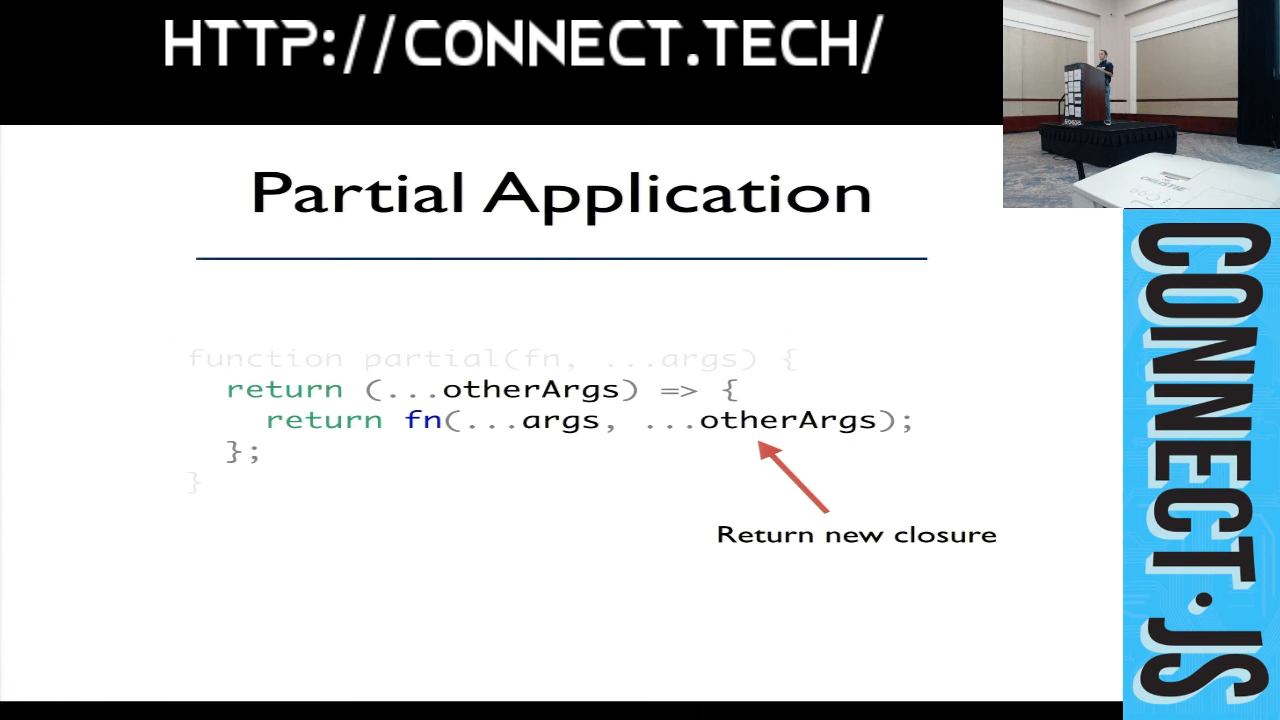 HTTP://CONNECT.TECH/
Partial Application
function partial(fn, ...args) {
return (...otherArgs) => {
return fn(...args, ...otherArgs);
};
}
Return new closure
CONNECT.JS
CHRISTIE